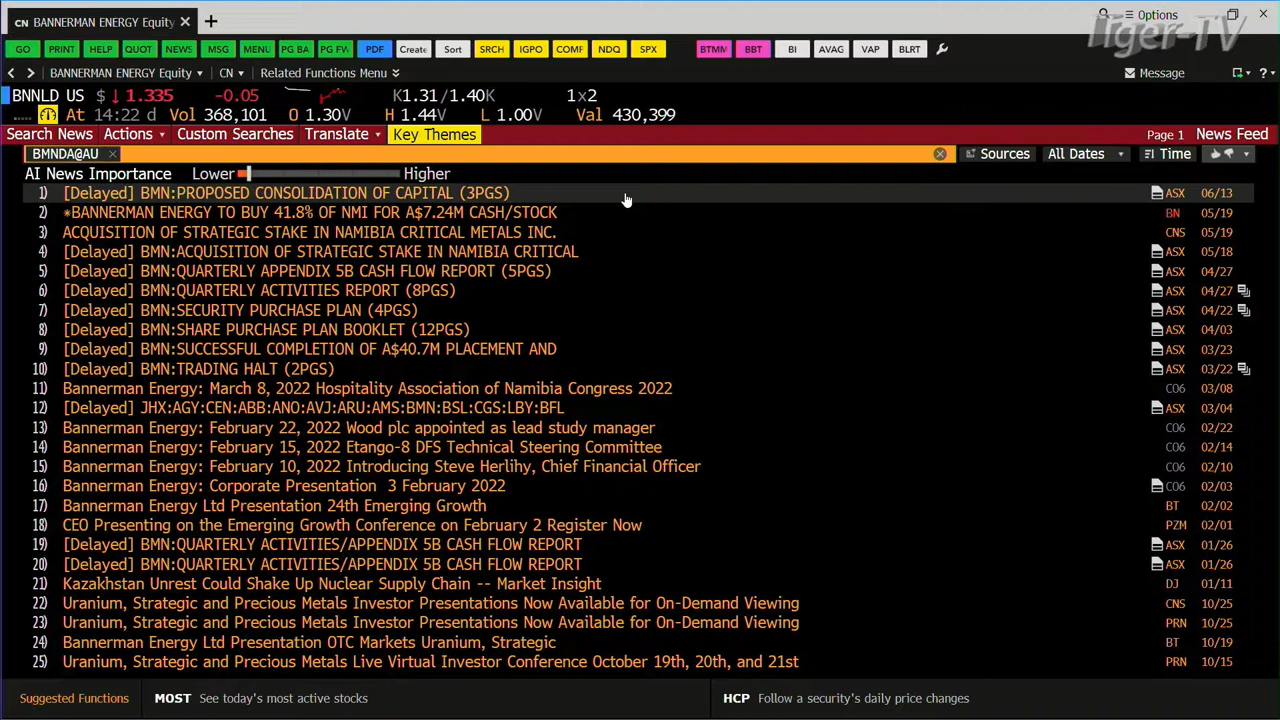 CN BANNERMAN ENERGY Equity
Options
Tiger-TV
GO PRINT HELP QUOT NEWS MSG MENU PG BA PG FW PDF Create Sort SRCH IGPO COMF NDQ SPX BTMM BBT BI AVAG VAP BLRT
BANNERMAN ENERGY Equity CN Related Functions Menu Message
BNNLD US $ ↓ 1.335 -0.05 K1.31/1.40K 1x2
At 14:22 d Vol 368,101 O 1.30V H 1.44V L 1.00V Val 430,399
Search News Actions Custom Searches Translate Key Themes Page 1 News Feed
BMNDA@AU Sources All Dates Time
AI News Importance Lower Higher
1) [Delayed] BMN:PROPOSED CONSOLIDATION OF CAPITAL (3PGS) ASX 06/13
2) *BANNERMAN ENERGY TO BUY 41.8% OF NMI FOR A$7.24M CASH/STOCK BN 05/19
3) ACQUISITION OF STRATEGIC STAKE IN NAMIBIA CRITICAL METALS INC. CNS 05/19
4) [Delayed] BMN:ACQUISITION OF STRATEGIC STAKE IN NAMIBIA CRITICAL ASX 05/18
5) [Delayed] BMN:QUARTERLY APPENDIX 5B CASH FLOW REPORT (5PGS) ASX 04/27
6) [Delayed] BMN:QUARTERLY ACTIVITIES REPORT (8PGS) ASX 04/27
7) [Delayed] BMN:SECURITY PURCHASE PLAN (4PGS) ASX 04/22
8) [Delayed] BMN:SHARE PURCHASE PLAN BOOKLET (12PGS) ASX 04/03
9) [Delayed] BMN:SUCCESSFUL COMPLETION OF A$40.7M PLACEMENT AND ASX 03/23
10) [Delayed] BMN:TRADING HALT (2PGS) ASX 03/22
11) Bannerman Energy: March 8, 2022 Hospitality Association of Namibia Congress 2022 CO6 03/08
12) [Delayed] JHX:AGY:CEN:ABB:ANO:AVJ:ARU:AMS:BMN:BSL:CGS:LBY:BFL ASX 03/04
13) Bannerman Energy: February 22, 2022 Wood plc appointed as lead study manager CO6 02/22
14) Bannerman Energy: February 15, 2022 Etango-8 DFS Technical Steering Committee CO6 02/14
15) Bannerman Energy: February 10, 2022 Introducing Steve Herlihy, Chief Financial Officer CO6 02/10
16) Bannerman Energy: Corporate Presentation 3 February 2022 CO6 02/03
17) Bannerman Energy Ltd Presentation 24th Emerging Growth BT 02/02
18) CEO Presenting on the Emerging Growth Conference on February 2 Register Now PZM 02/01
19) [Delayed] BMN:QUARTERLY ACTIVITIES/APPENDIX 5B CASH FLOW REPORT ASX 01/26
20) [Delayed] BMN:QUARTERLY ACTIVITIES/APPENDIX 5B CASH FLOW REPORT ASX 01/26
21) Kazakhstan Unrest Could Shake Up Nuclear Supply Chain -- Market Insight DJ 01/11
22) Uranium, Strategic and Precious Metals Investor Presentations Now Available for On-Demand Viewing CNS 10/25
23) Uranium, Strategic and Precious Metals Investor Presentations Now Available for On-Demand Viewing PRN 10/25
24) Bannerman Energy Ltd Presentation OTC Markets Uranium, Strategic BT 10/19
25) Uranium, Strategic and Precious Metals Live Virtual Investor Conference October 19th, 20th, and 21st PRN 10/15
Suggested Functions MOST See today's most active stocks HCP Follow a security's daily price changes